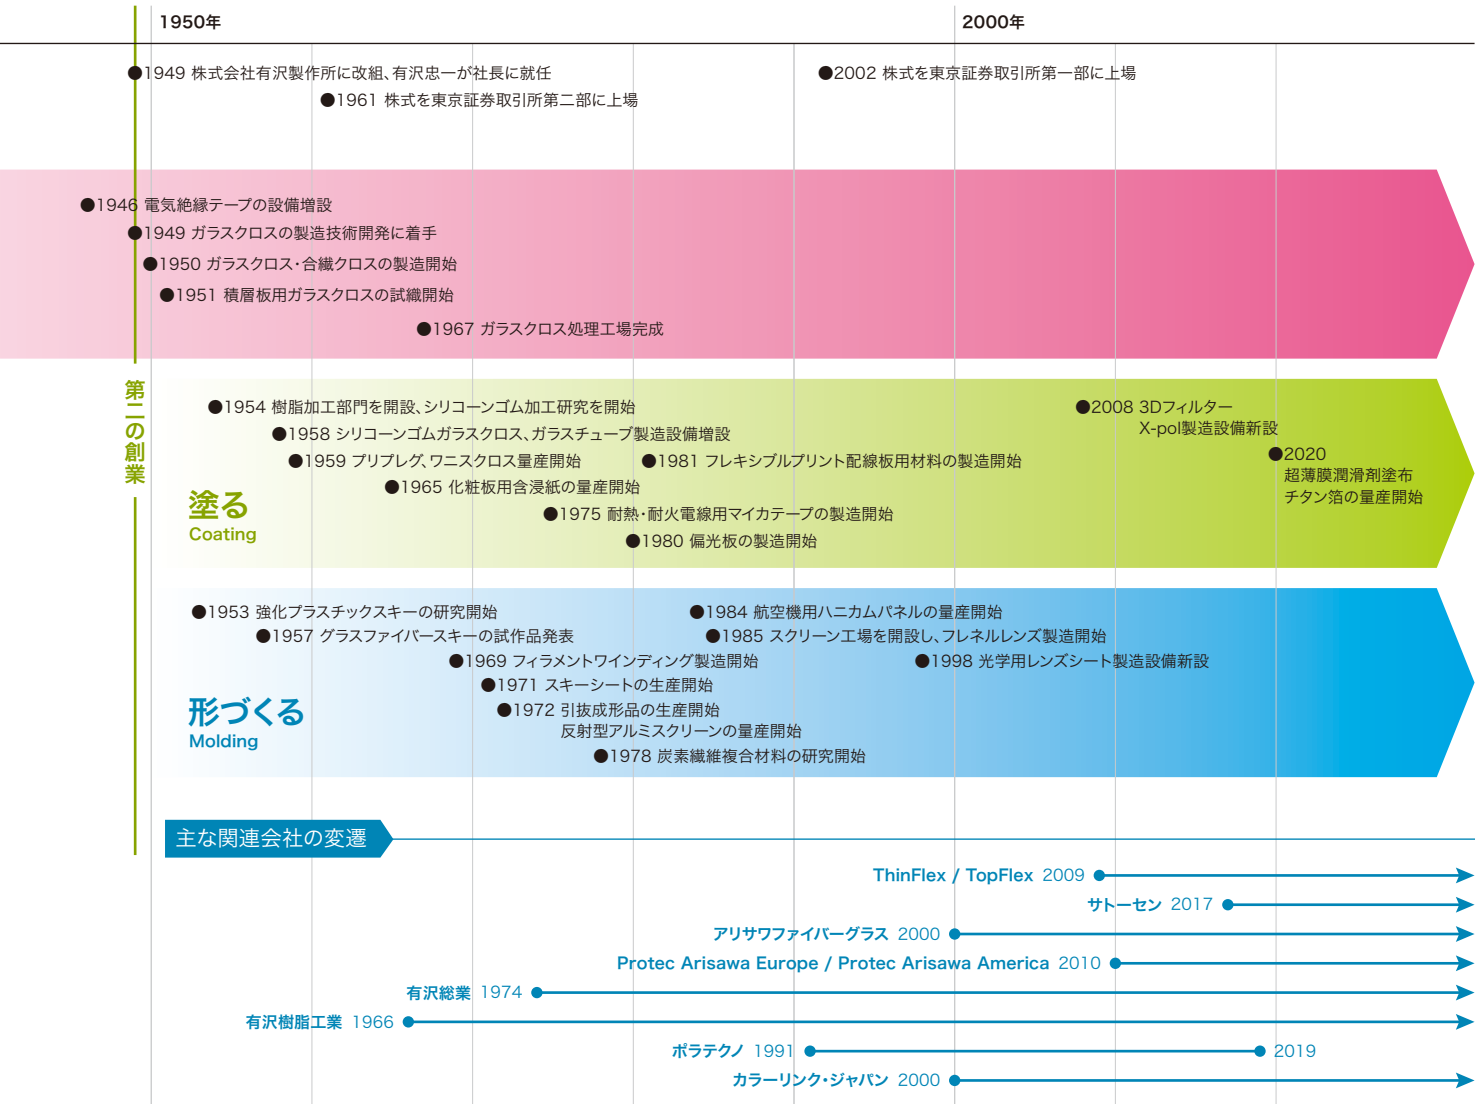 1950年
2000年
●1949 株式会社有沢製作所に改組、有沢忠一が社長に就任
●2002 株式を東京証券取引所第一部に上場
●1961 株式を東京証券取引所第二部に上場
●1946 電気絶縁テープの設備増設
●1949 ガラスクロスの製造技術開発に着手
●1950 ガラスクロス・合繊クロスの製造開始
●1951 積層板用ガラスクロスの試織開始
●1967 ガラスクロス処理工場完成
第二の創業
塗る
Coating
●1954 樹脂加工部門を開設、シリコーンゴム加工研究を開始
●1958 シリコーンゴムガラスクロス、ガラスチューブ製造設備増設
●1959 プリプレグ、ワニスクロス量産開始
●1965 化粧板用含浸紙の量産開始
●1975 耐熱・耐火電線用マイカテープの製造開始
●1980 偏光板の製造開始
●1981 フレキシブルプリント配線板用材料の製造開始
●2008 3Dフィルター
X-pol製造設備新設
●2020
超薄膜潤滑剤塗布
チタン箔の量産開始
形づくる
Molding
●1953 強化プラスチックスキーの研究開始
●1957 グラスファイバースキーの試作品発表
●1969 フィラメントワインディング製造開始
●1971 スキーシートの生産開始
●1972 引抜成形品の生産開始
反射型アルミスクリーンの量産開始
●1978 炭素繊維複合材料の研究開始
●1984 航空機用ハニカムパネルの量産開始
●1985 スクリーン工場を開設し、フレネルレンズ製造開始
●1998 光学用レンズシート製造設備新設
主な関連会社の変遷
ThinFlex / TopFlex 2009
サトーセン 2017
アリサワファイバーグラス 2000
Protec Arisawa Europe / Protec Arisawa America 2010
有沢総業 1974
有沢樹脂工業 1966
ポラテクノ 1991 2019
カラーリンク・ジャパン 2000